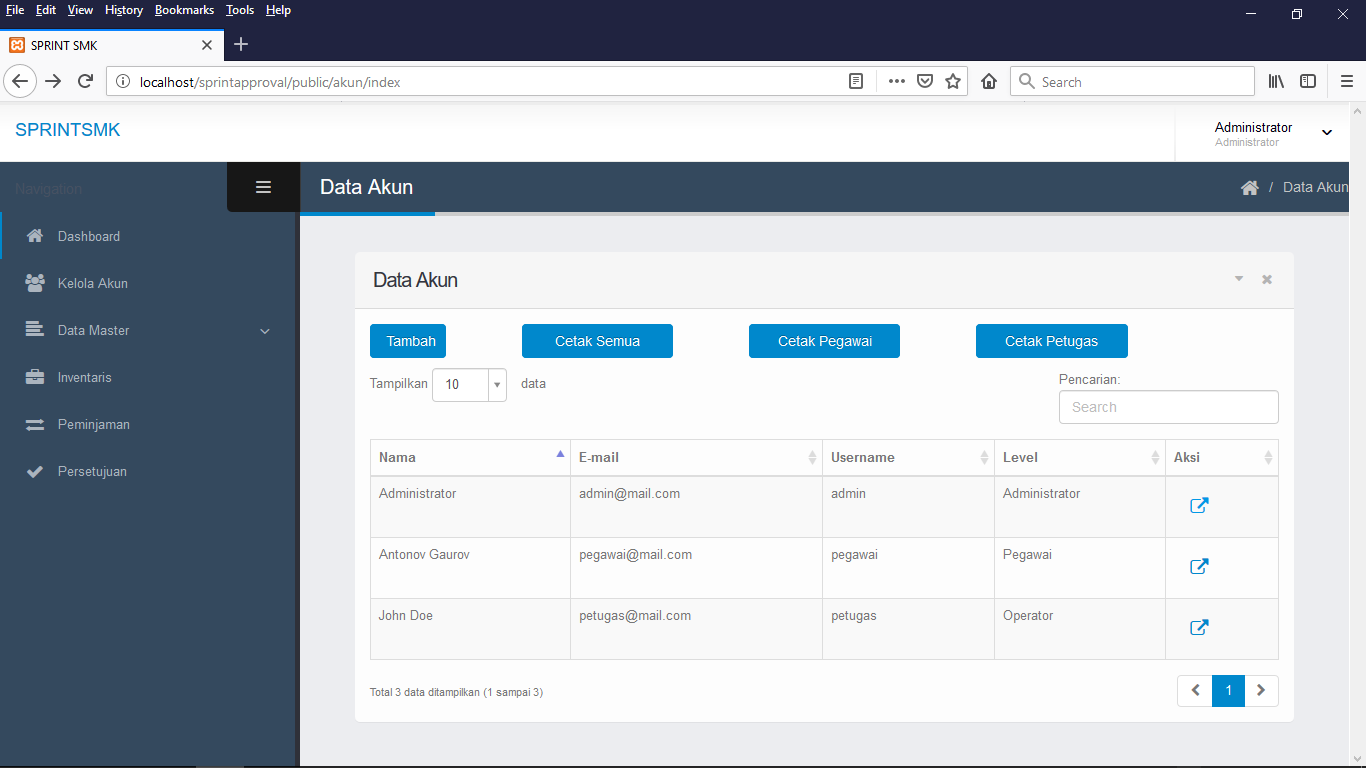 File Edit View History Bookmarks Tools Help
SPRINT SMK
localhost/sprintapproval/public/akun/index
Search
SPRINTSMK
Administrator
Administrator
Navigation
Data Akun
/ Data Akun
Dashboard
Kelola Akun
Data Master
Inventaris
Peminjaman
Persetujuan
Data Akun
Tambah Cetak Semua Cetak Pegawai Cetak Petugas
Tampilkan 10 data
Pencarian:
Search
Nama E-mail Username Level Aksi
Administrator admin@mail.com admin Administrator
Antonov Gaurov pegawai@mail.com pegawai Pegawai
John Doe petugas@mail.com petugas Operator
Total 3 data ditampilkan (1 sampai 3)
1